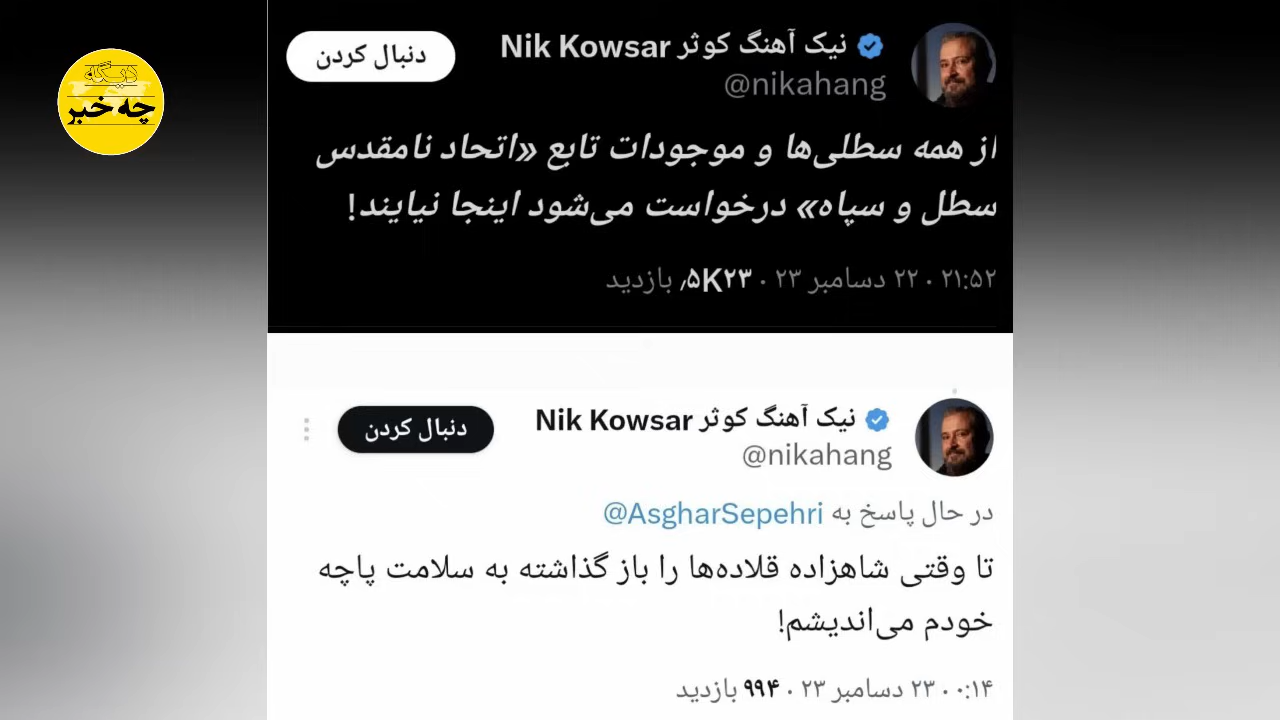 دیگه
چه خبر
نیک آهنگ کوثر Nik Kowsar
@nikahang
دنبال کردن
از همه سطلی‌ها و موجودات تابع «اتحاد نامقدس
سطل و سپاه» درخواست می‌شود اینجا نیایند!
۲۱:۵۲ · ۲۲ دسامبر ۲۳ · ۲۳K۵٫ بازدید
نیک آهنگ کوثر Nik Kowsar
@nikahang
دنبال کردن
در حال پاسخ به @AsgharSepehri
تا وقتی شاهزاده قلاده‌ها را باز گذاشته به سلامت پاچه
خودم می‌اندیشم!
۰:۱۴ · ۲۳ دسامبر ۲۳ · ۹۹۴ بازدید